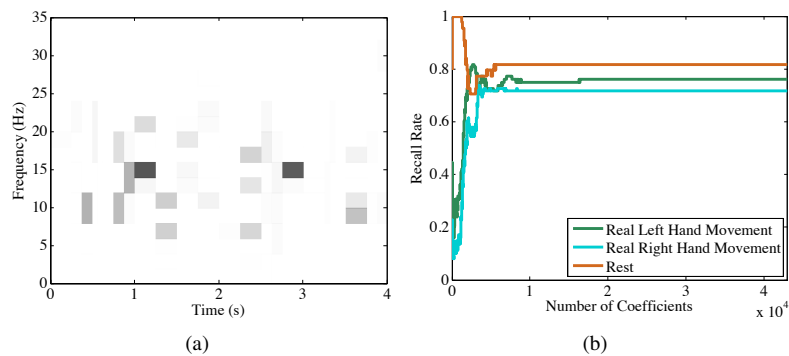 35
30
25
20
15
10
5
0
Frequency (Hz)
0 1 2 3 4
Time (s)
(a)
1
0.8
0.6
0.4
0.2
0
Recall Rate
Real Left Hand Movement
Real Right Hand Movement
Rest
0 1 2 3 4
Number of Coefficients
x 10^4
(b)